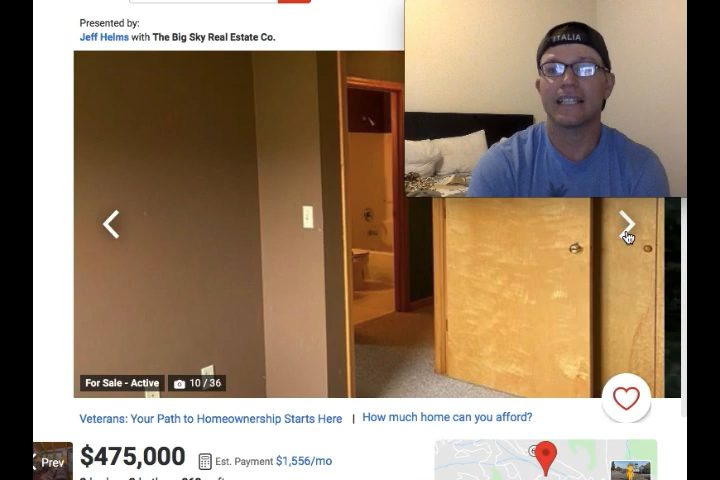 Presented by:
Jeff Helms with The Big Sky Real Estate Co.
ITALIA
For Sale - Active
10 / 36
Veterans: Your Path to Homeownership Starts Here | How much home can you afford?
Prev
$475,000
Est. Payment $1,556/mo